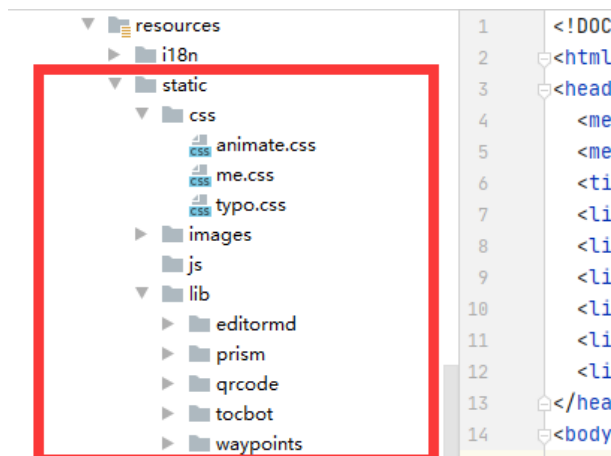 resources
i18n
static
css
animate.css
me.css
typo.css
images
js
lib
editormd
prism
qrcode
tocbot
waypoints
1 <!DOC
2 <html
3 <head
4 <me
5 <me
6 <ti
7 <li
8 <li
9 <li
10 <li
11 <li
12 <li
13 </hea
14 <body